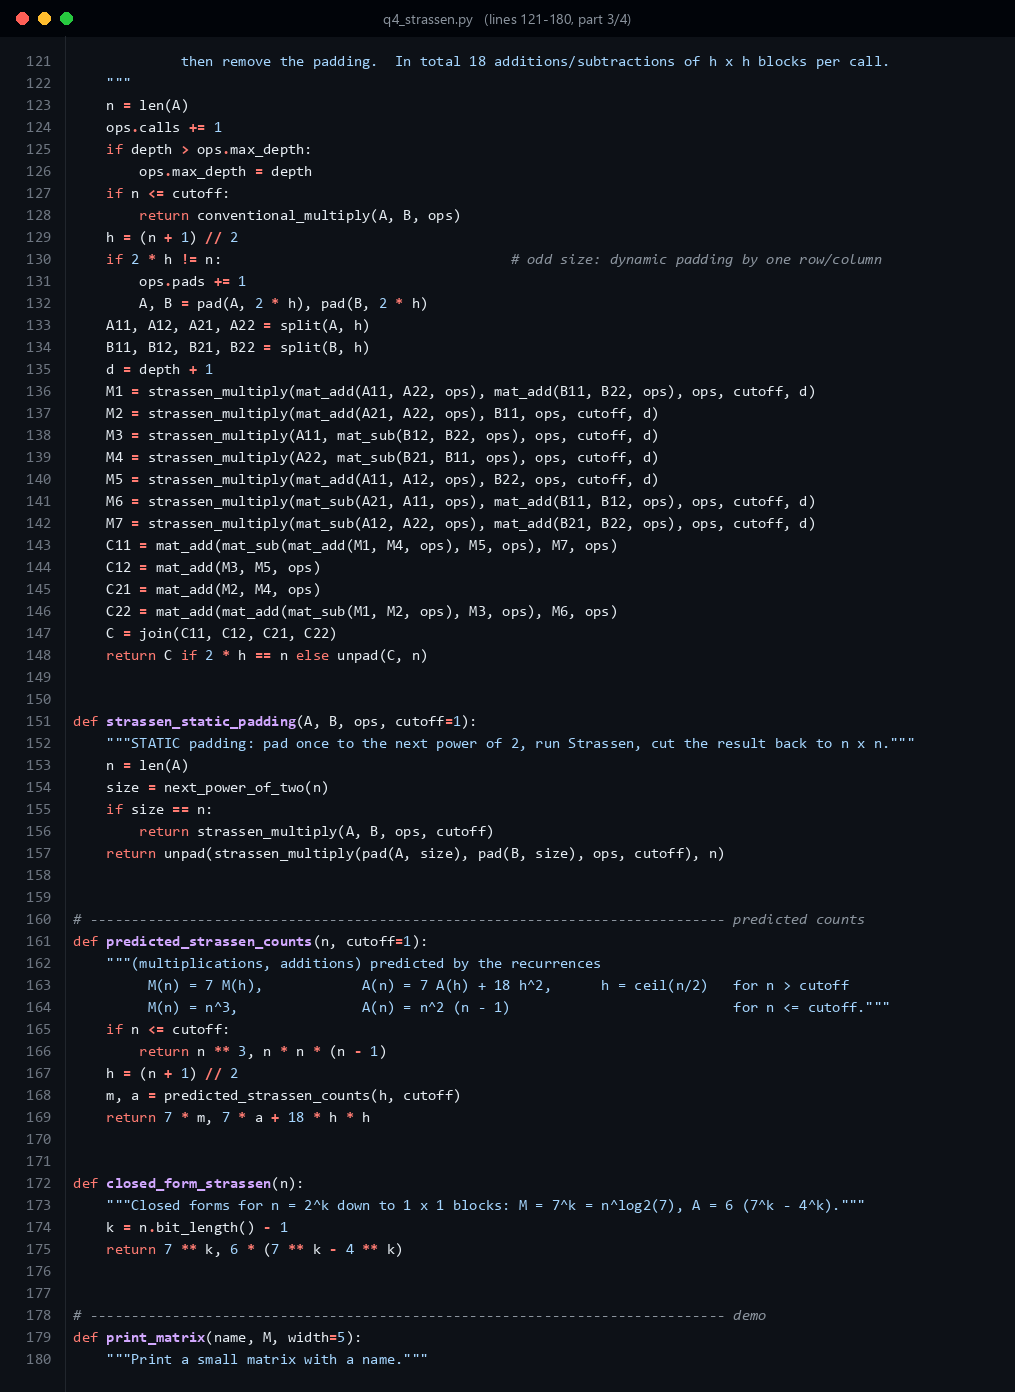 q4_strassen.py   (lines 121-180, part 3/4)
121              then remove the padding.  In total 18 additions/subtractions of h x h blocks per call.
122     """
123     n = len(A)
124     ops.calls += 1
125     if depth > ops.max_depth:
126         ops.max_depth = depth
127     if n <= cutoff:
128         return conventional_multiply(A, B, ops)
129     h = (n + 1) // 2
130     if 2 * h != n:                                   # odd size: dynamic padding by one row/column
131         ops.pads += 1
132         A, B = pad(A, 2 * h), pad(B, 2 * h)
133     A11, A12, A21, A22 = split(A, h)
134     B11, B12, B21, B22 = split(B, h)
135     d = depth + 1
136     M1 = strassen_multiply(mat_add(A11, A22, ops), mat_add(B11, B22, ops), ops, cutoff, d)
137     M2 = strassen_multiply(mat_add(A21, A22, ops), B11, ops, cutoff, d)
138     M3 = strassen_multiply(A11, mat_sub(B12, B22, ops), ops, cutoff, d)
139     M4 = strassen_multiply(A22, mat_sub(B21, B11, ops), ops, cutoff, d)
140     M5 = strassen_multiply(mat_add(A11, A12, ops), B22, ops, cutoff, d)
141     M6 = strassen_multiply(mat_sub(A21, A11, ops), mat_add(B11, B12, ops), ops, cutoff, d)
142     M7 = strassen_multiply(mat_sub(A12, A22, ops), mat_add(B21, B22, ops), ops, cutoff, d)
143     C11 = mat_add(mat_sub(mat_add(M1, M4, ops), M5, ops), M7, ops)
144     C12 = mat_add(M3, M5, ops)
145     C21 = mat_add(M2, M4, ops)
146     C22 = mat_add(mat_add(mat_sub(M1, M2, ops), M3, ops), M6, ops)
147     C = join(C11, C12, C21, C22)
148     return C if 2 * h == n else unpad(C, n)
149
150
151 def strassen_static_padding(A, B, ops, cutoff=1):
152     """STATIC padding: pad once to the next power of 2, run Strassen, cut the result back to n x n."""
153     n = len(A)
154     size = next_power_of_two(n)
155     if size == n:
156         return strassen_multiply(A, B, ops, cutoff)
157     return unpad(strassen_multiply(pad(A, size), pad(B, size), ops, cutoff), n)
158
159
160 # ----------------------------------------------------------------------------- predicted counts
161 def predicted_strassen_counts(n, cutoff=1):
162     """(multiplications, additions) predicted by the recurrences
163          M(n) = 7 M(h),            A(n) = 7 A(h) + 18 h^2,      h = ceil(n/2)   for n > cutoff
164          M(n) = n^3,               A(n) = n^2 (n - 1)                           for n <= cutoff."""
165     if n <= cutoff:
166         return n ** 3, n * n * (n - 1)
167     h = (n + 1) // 2
168     m, a = predicted_strassen_counts(h, cutoff)
169     return 7 * m, 7 * a + 18 * h * h
170
171
172 def closed_form_strassen(n):
173     """Closed forms for n = 2^k down to 1 x 1 blocks: M = 7^k = n^log2(7), A = 6 (7^k - 4^k)."""
174     k = n.bit_length() - 1
175     return 7 ** k, 6 * (7 ** k - 4 ** k)
176
177
178 # ----------------------------------------------------------------------------- demo
179 def print_matrix(name, M, width=5):
180     """Print a small matrix with a name."""